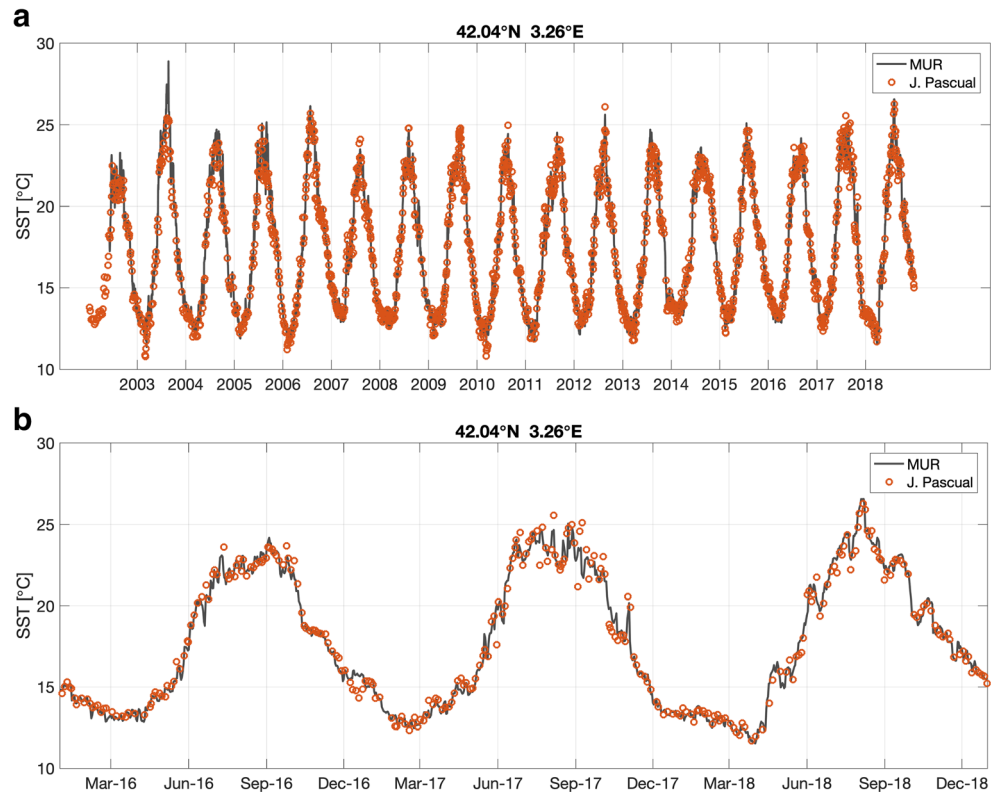 a
42.04°N 3.26°E
30
25
20
15
10
SST [°C]
MUR
J. Pascual
2003 2004 2005 2006 2007 2008 2009 2010 2011 2012 2013 2014 2015 2016 2017 2018
b
42.04°N 3.26°E
30
25
20
15
10
SST [°C]
MUR
J. Pascual
Mar-16 Jun-16 Sep-16 Dec-16 Mar-17 Jun-17 Sep-17 Dec-17 Mar-18 Jun-18 Sep-18 Dec-18